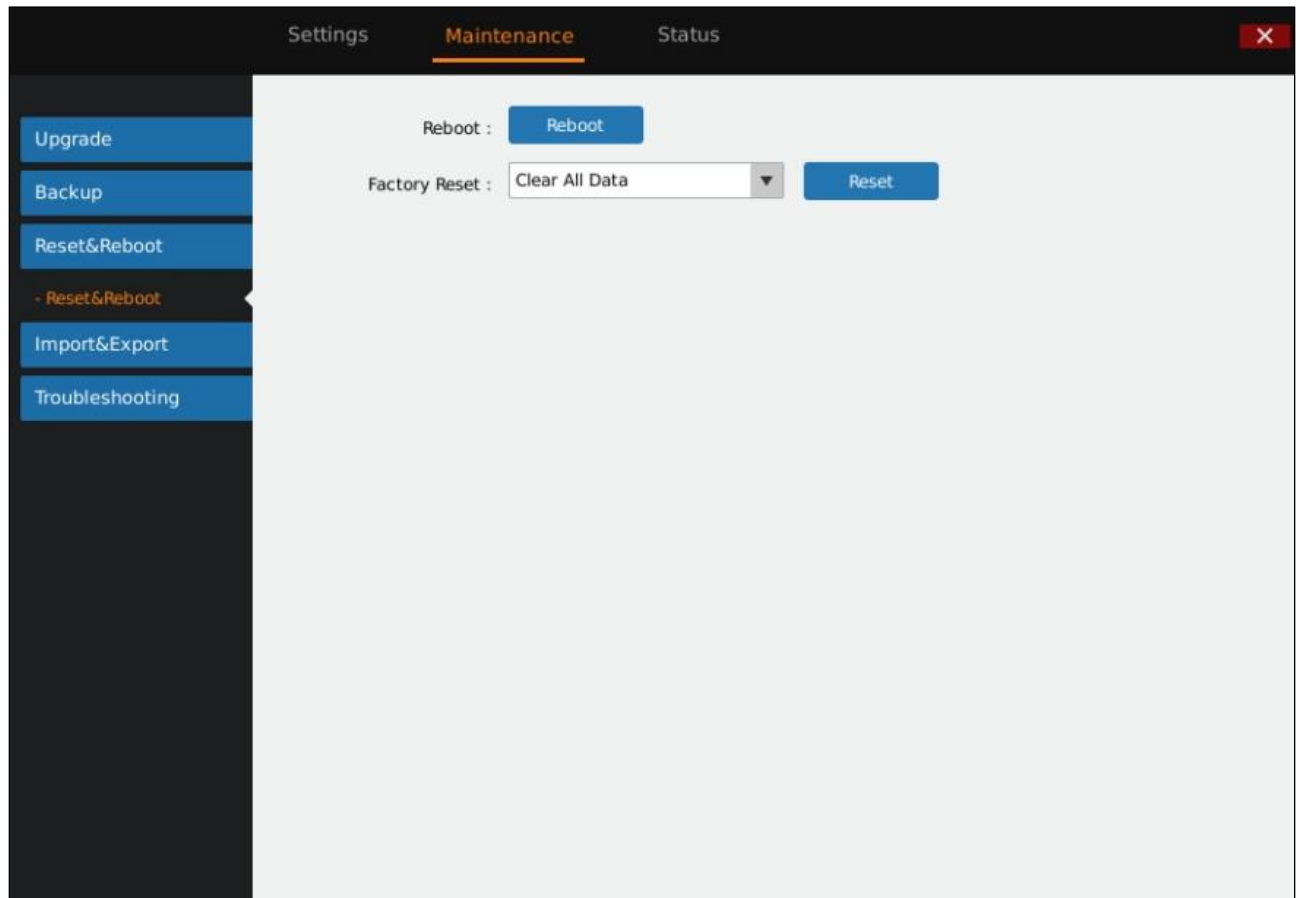 Settings Maintenance Status
Upgrade
Backup
Reset&Reboot
- Reset&Reboot
Import&Export
Troubleshooting
Reboot : Reboot
Factory Reset : Clear All Data Reset